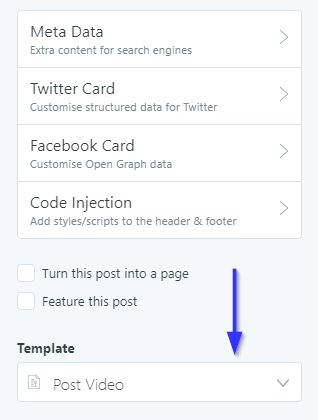 Meta Data
Extra content for search engines
Twitter Card
Customise structured data for Twitter
Facebook Card
Customise Open Graph data
Code Injection
Add styles/scripts to the header & footer
Turn this post into a page
Feature this post
Template
Post Video